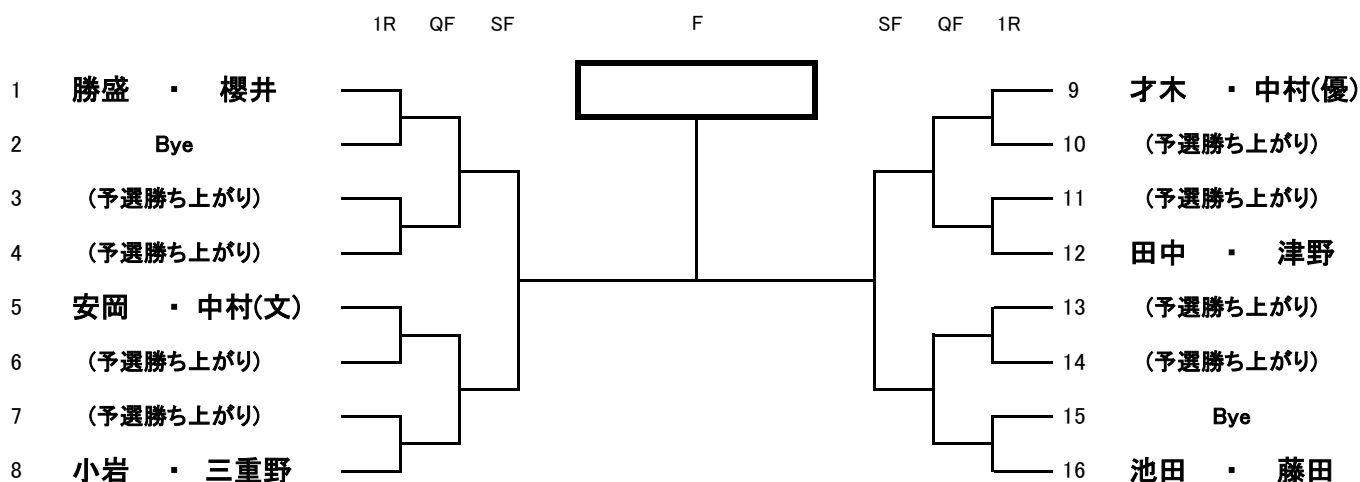 1R QF SF F SF QF 1R
1 勝盛 ・ 櫻井
2 Bye
3 (予選勝ち上がり)
4 (予選勝ち上がり)
5 安岡 ・ 中村(文)
6 (予選勝ち上がり)
7 (予選勝ち上がり)
8 小岩 ・ 三重野
9 才木 ・ 中村(優)
10 (予選勝ち上がり)
11 (予選勝ち上がり)
12 田中 ・ 津野
13 (予選勝ち上がり)
14 (予選勝ち上がり)
15 Bye
16 池田 ・ 藤田